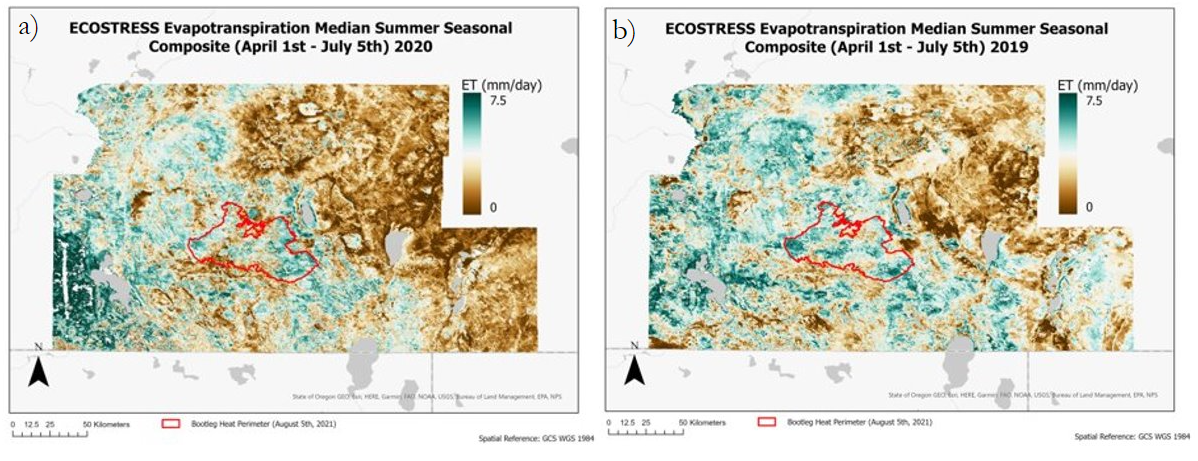 a)
ECOSTRESS Evapotranspiration Median Summer Seasonal
Composite (April 1st - July 5th) 2020
ET (mm/day)
7.5
0
N
State of Oregon GEO, Esri, HERE, Garmin, FAO, NOAA, USGS, Bureau of Land Management, EPA, NPS
0 12.5 25 50 Kilometers
Bootleg Heat Perimeter (August 5th, 2021)
Spatial Reference: GCS WGS 1984
b)
ECOSTRESS Evapotranspiration Median Summer Seasonal
Composite (April 1st - July 5th) 2019
ET (mm/day)
7.5
0
N
State of Oregon GEO, Esri, HERE, Garmin, FAO, NOAA, USGS, Bureau of Land Management, EPA, NPS
0 12.5 25 50 Kilometers
Bootleg Heat Perimeter (August 5th, 2021)
Spatial Reference: GCS WGS 1984